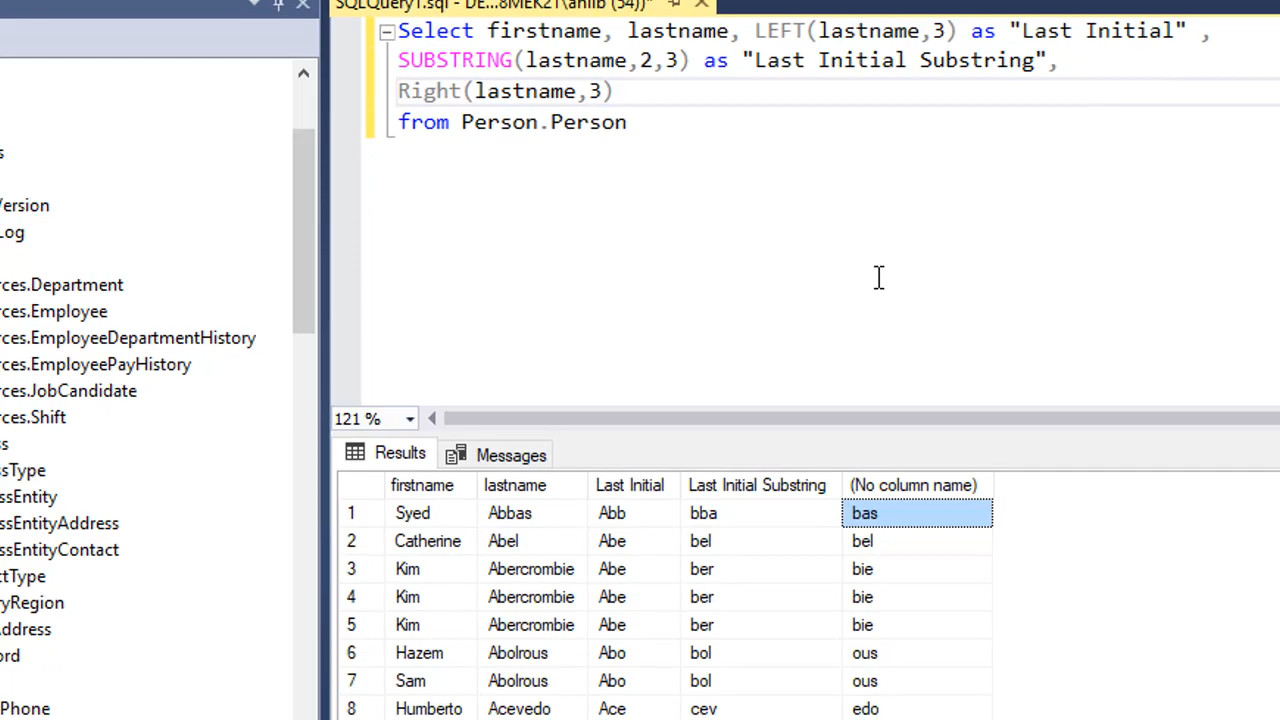 SQLQuery1.sql - DE...8MEK21\ahlib (54))*
Select firstname, lastname, LEFT(lastname,3) as "Last Initial" ,
SUBSTRING(lastname,2,3) as "Last Initial Substring",
Right(lastname,3)
from Person.Person
s
Version
Log
rces.Department
rces.Employee
rces.EmployeeDepartmentHistory
rces.EmployeePayHistory
rces.JobCandidate
rces.Shift
ss
ssType
ssEntity
ssEntityAddress
ssEntityContact
ctType
ryRegion
Address
ord
Phone
121 %
Results Messages
firstname lastname Last Initial Last Initial Substring (No column name)
1 Syed Abbas Abb bba bas
2 Catherine Abel Abe bel bel
3 Kim Abercrombie Abe ber bie
4 Kim Abercrombie Abe ber bie
5 Kim Abercrombie Abe ber bie
6 Hazem Abolrous Abo bol ous
7 Sam Abolrous Abo bol ous
8 Humberto Acevedo Ace cev edo